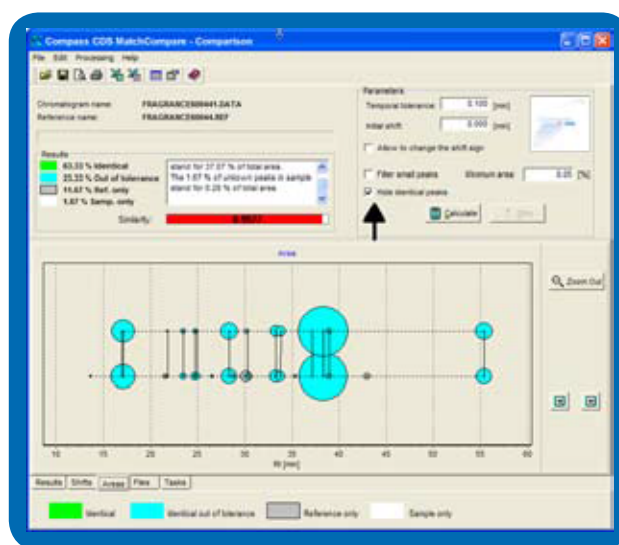 Compass CDS MatchCompare - Comparison
File Edit Processing Help
Chromatogram name: FRAGRANCE600441.DATA
Reference name: FRAGRANCE50044.REF
Results
63.33 % Identical
23.33 % Out of tolerance
11.67 % Ref. only
1.67 % Samp. only
stand for 37.07 % of total area.
The 1.67 % of unknown peaks in sample
stand for 0.28 % of total area.
Similarity:
Parameters
Temporal tolerance: 0.100 [min]
Initial shift: 0.000 [min]
Allow to change the shift sign
Filter small peaks Minimum area: 0.05 [%]
Hide identical peaks
Calculate
Area
Zoom Out
10 15 20 25 30 35 40 45 50 55 60
Rt [min]
Results Shifts Areas Files Tasks
Identical Identical out of tolerance Reference only Sample only